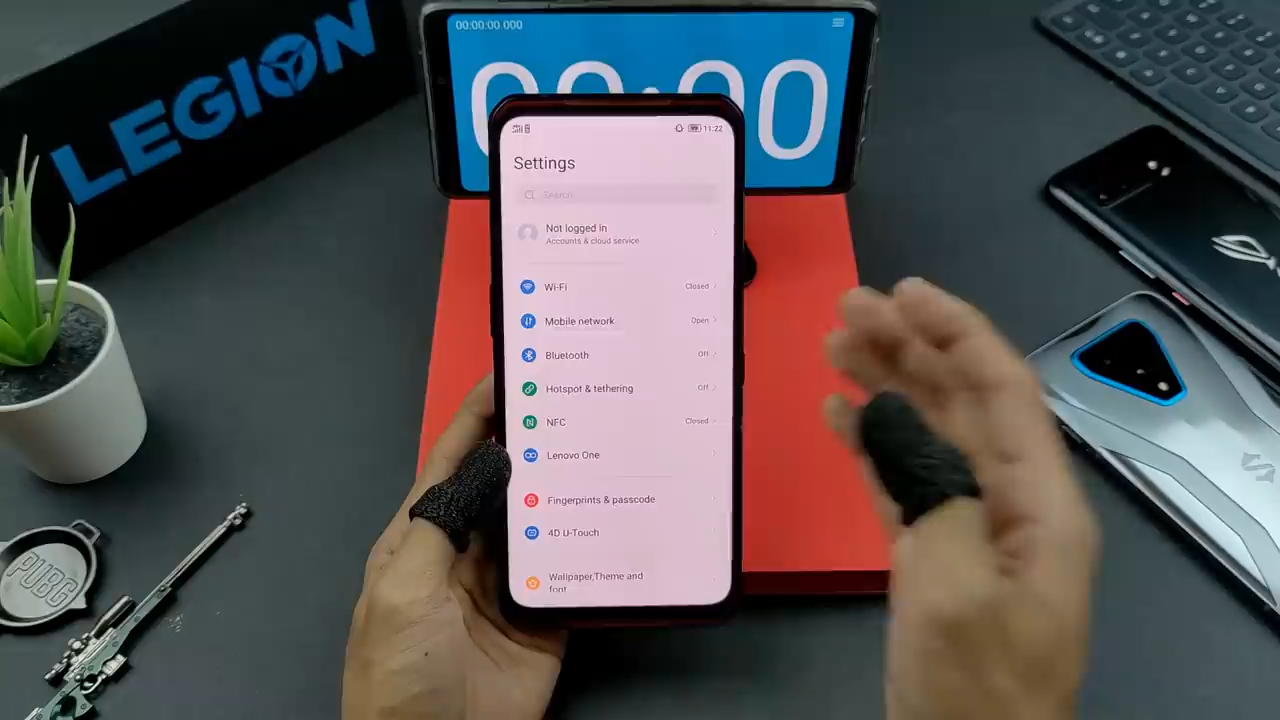 LEGION
00:00:00.000
00:00
11:22
Settings
Search
Not logged in
Accounts & cloud service
Wi-Fi
Closed
Mobile network
Open
Bluetooth
Off
Hotspot & tethering
Off
NFC
Closed
Lenovo One
Fingerprints & passcode
4D U-Touch
Wallpaper,Theme and
font
PUBG